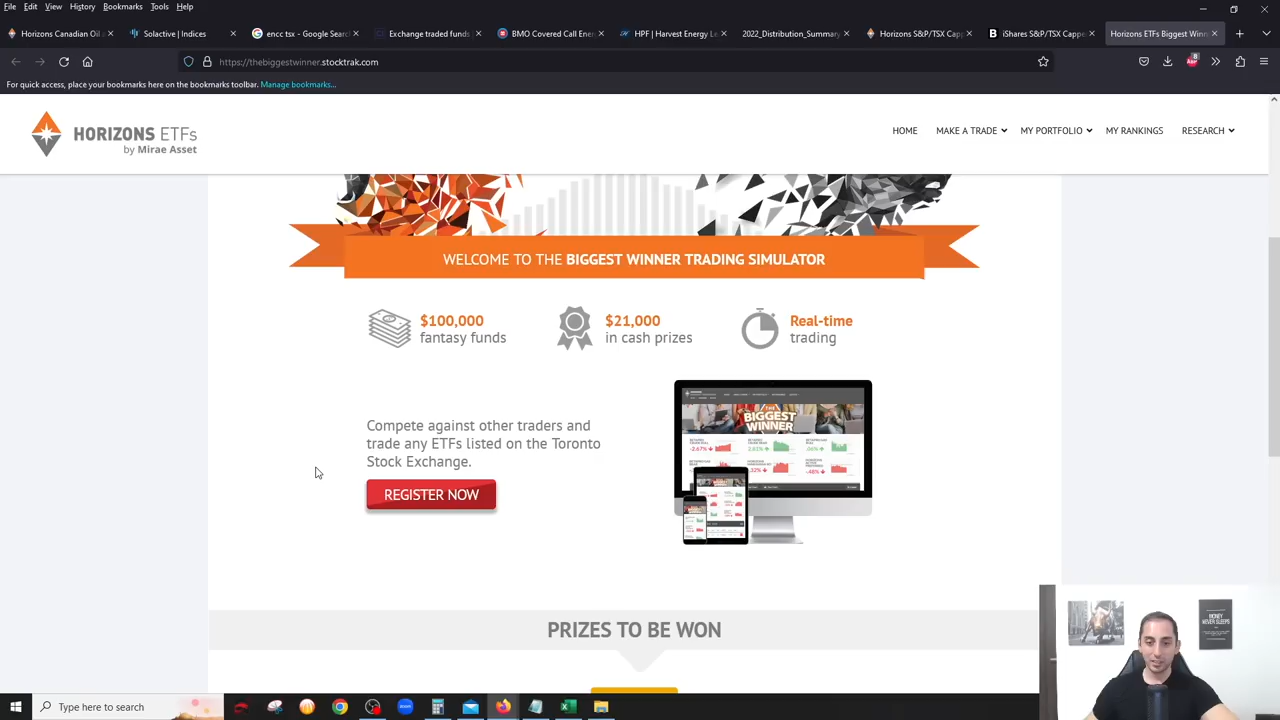 File Edit View History Bookmarks Tools Help
Horizons Canadian Oil
Solactive | Indices
encc tsx - Google Searc
Exchange traded funds
BMO Covered Call Ener
HPF | Harvest Energy Le
2022_Distribution_Summary
Horizons S&P/TSX Capp
iShares S&P/TSX Cappe
Horizons ETFs Biggest Winn
https://thebiggestwinner.stocktrak.com
For quick access, place your bookmarks here on the bookmarks toolbar. Manage bookmarks...
HORIZONS ETFs
by Mirae Asset
HOME MAKE A TRADE MY PORTFOLIO MY RANKINGS RESEARCH
WELCOME TO THE BIGGEST WINNER TRADING SIMULATOR
$100,000
fantasy funds
$21,000
in cash prizes
Real-time
trading
Compete against other traders and
trade any ETFs listed on the Toronto
Stock Exchange.
REGISTER NOW
THE
BIGGEST
WINNER
PRIZES TO BE WON
MONEY
NEVER SLEEPS
Type here to search